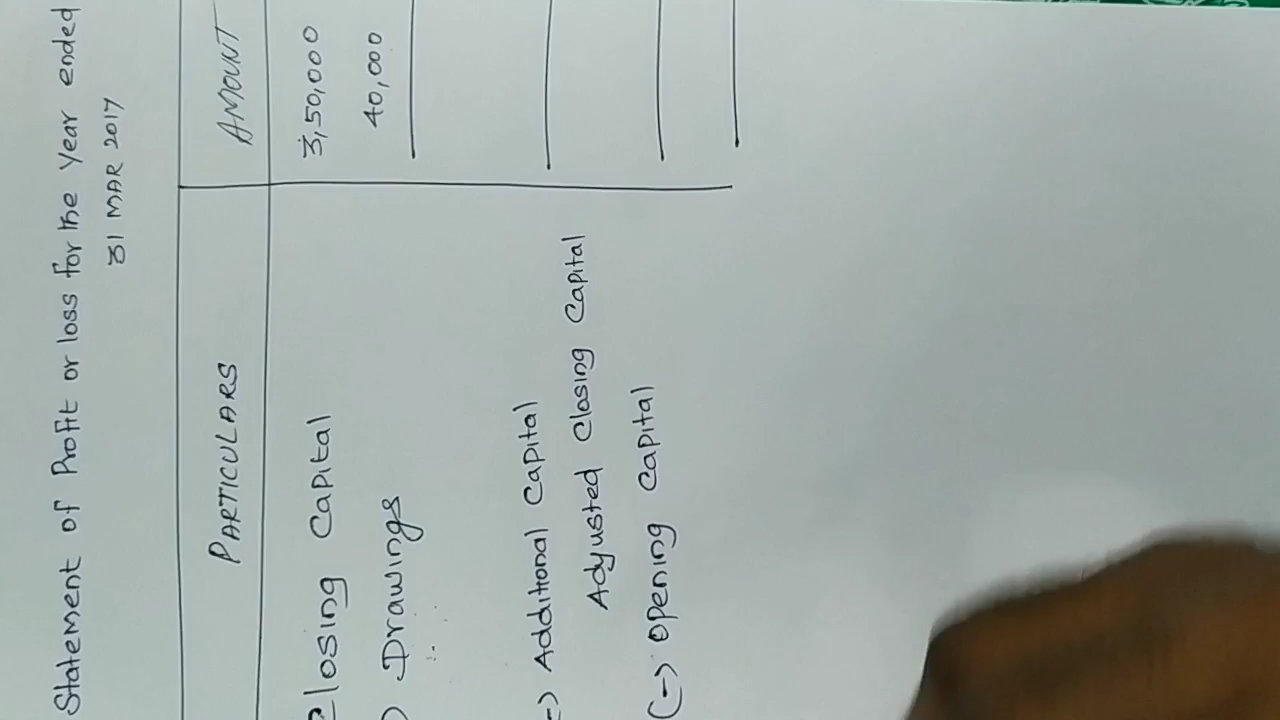 Statement of Profit or loss for the Year ended
31 MAR 2017
PARTICULARS AMOUNT
Closing Capital 3,50,000
) Drawings 40,000
-) Additional Capital
Adjusted Closing Capital
(-) Opening Capital